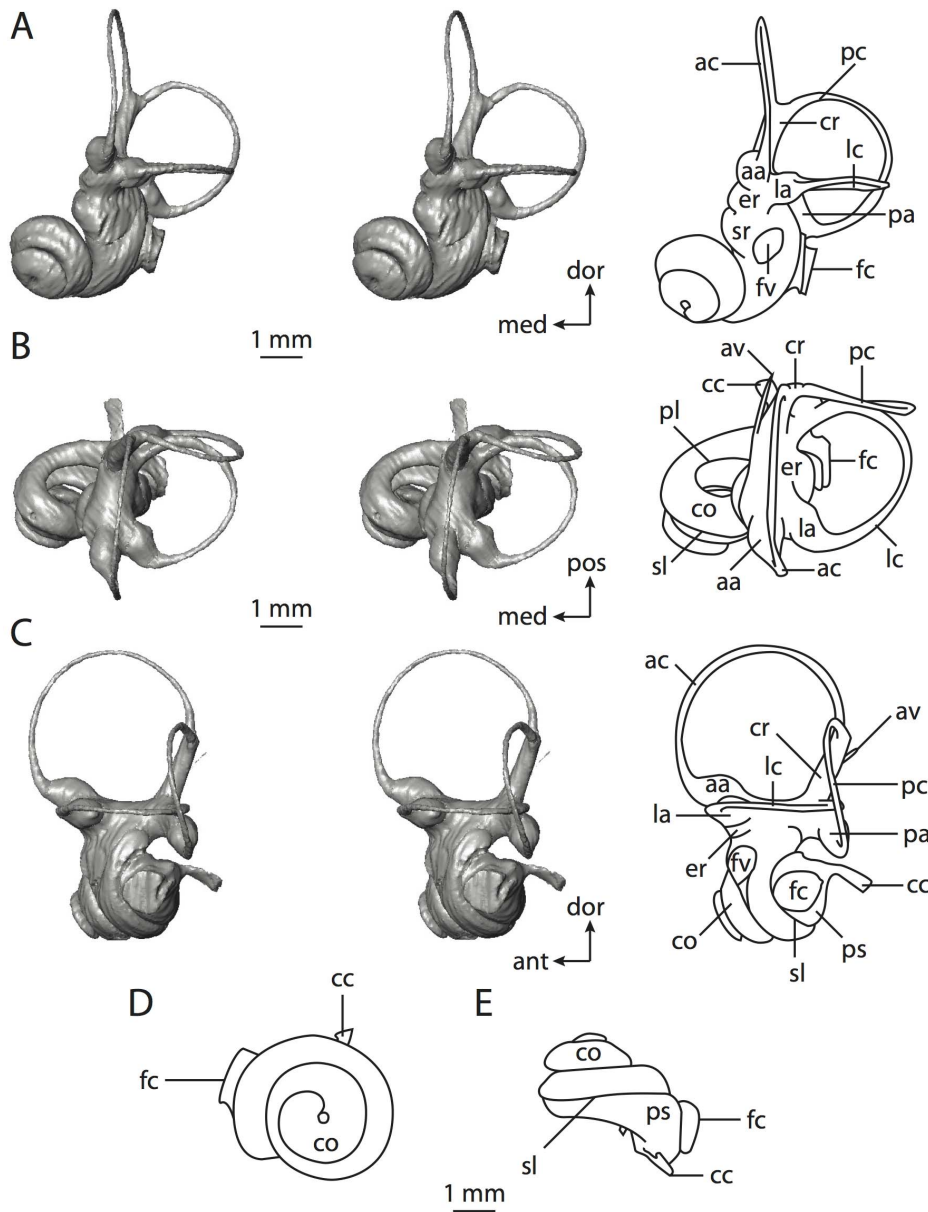 A
ac
pc
cr
lc
aa
la
er
pa
sr
fv
fc
dor
med
1 mm
B
av
cr
pc
cc
pl
er
fc
co
la
sl
aa
ac
lc
pos
med
1 mm
C
ac
av
cr
lc
aa
pc
la
pa
er
fv
fc
cc
co
ps
sl
dor
ant
D
cc
fc
co
E
co
ps
fc
sl
cc
1 mm